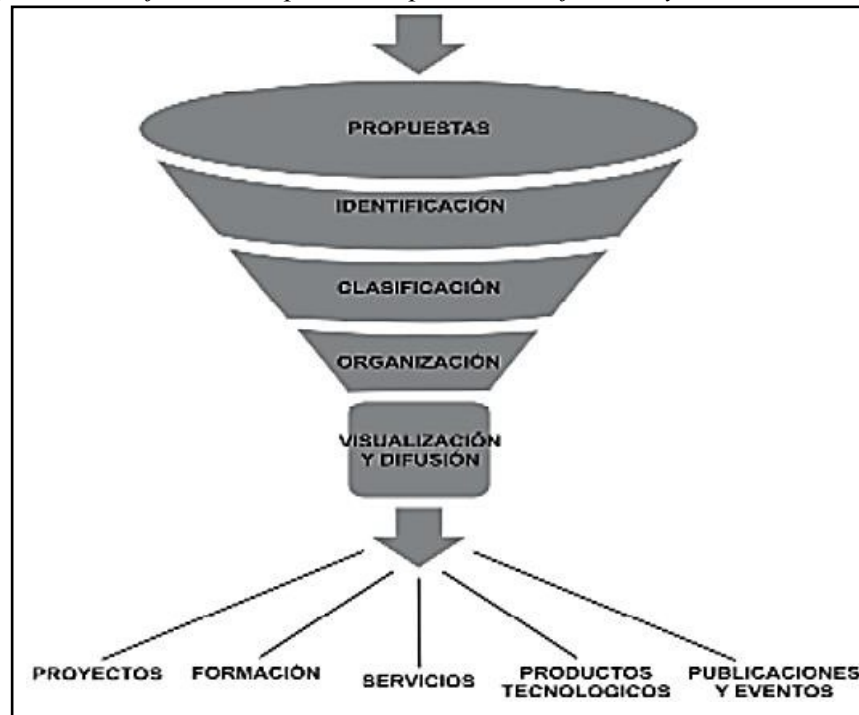 PROPUESTAS
IDENTIFICACIÓN
CLASIFICACIÓN
ORGANIZACIÓN
VISUALIZACIÓN
Y DIFUSIÓN
PROYECTOS
FORMACIÓN
SERVICIOS
PRODUCTOS
TECNOLOGICOS
PUBLICACIONES
Y EVENTOS